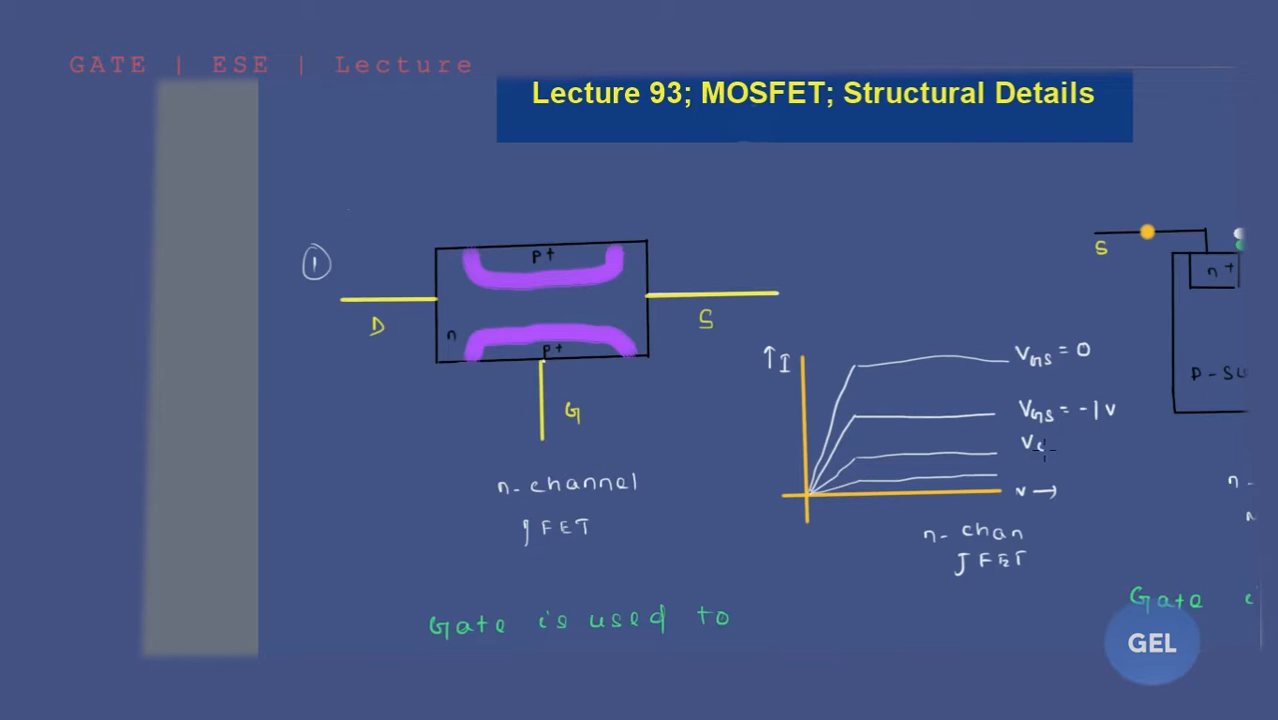 GATE | ESE | Lecture
Lecture 93; MOSFET; Structural Details
1
p+
D
n
p+
S
G
n-channel
JFET
↑I
VGS = 0
VGS = -1V
V
v →
n-chan
JFET
S
n+
P-SU
n-
Gate is used to
Gate
GEL